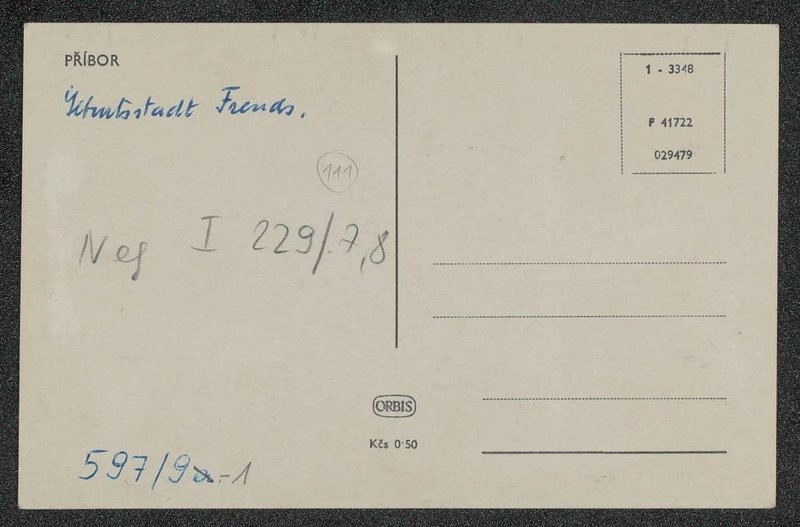 PŘÍBOR
Geburtsstadt Freuds.
1 - 3348
F 41722
029479
111
Neg I 229/7,8
ORBIS
Kčs 0·50
597/9a-1